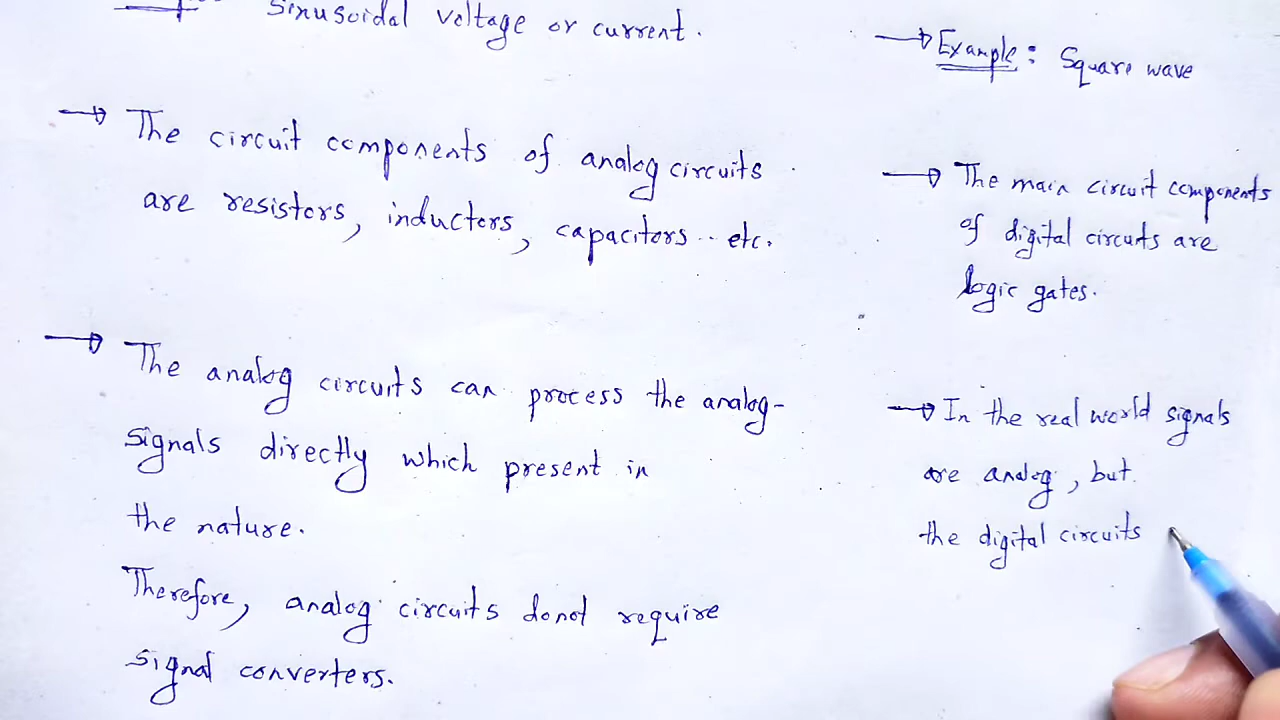 Sinusoidal voltage or current.
→ The circuit components of analog circuits
are resistors, inductors, capacitors... etc.
→ The analog circuits can process the analog-
signals directly which present in
the nature.
Therefore, analog circuits donot require
signal converters.
→ Example: Square wave
→ The main circuit components
of digital circuits are
logic gates.
→ In the real world signals
are analog, but
the digital circuits